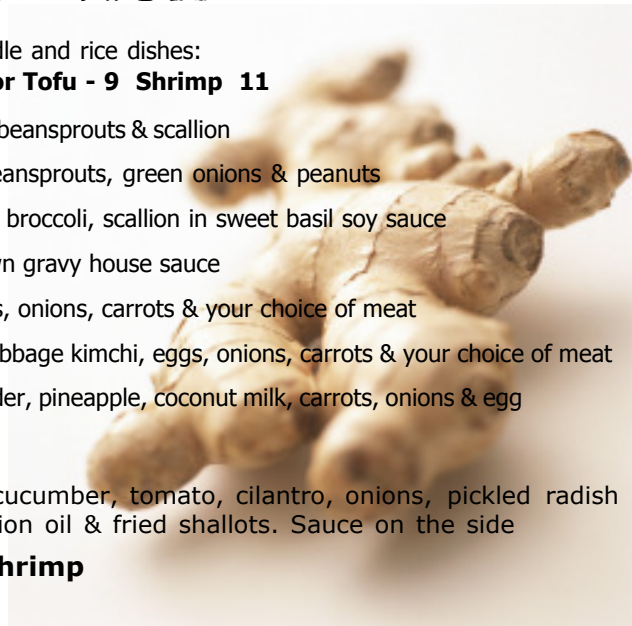 dle and rice dishes:
or Tofu - 9 Shrimp 11
beansprouts & scallion
eansprouts, green onions & peanuts
broccoli, scallion in sweet basil soy sauce
n gravy house sauce
s, onions, carrots & your choice of meat
bbage kimchi, eggs, onions, carrots & your choice of meat
der, pineapple, coconut milk, carrots, onions & egg
cucumber, tomato, cilantro, onions, pickled radish
ion oil & fried shallots. Sauce on the side
hrimp